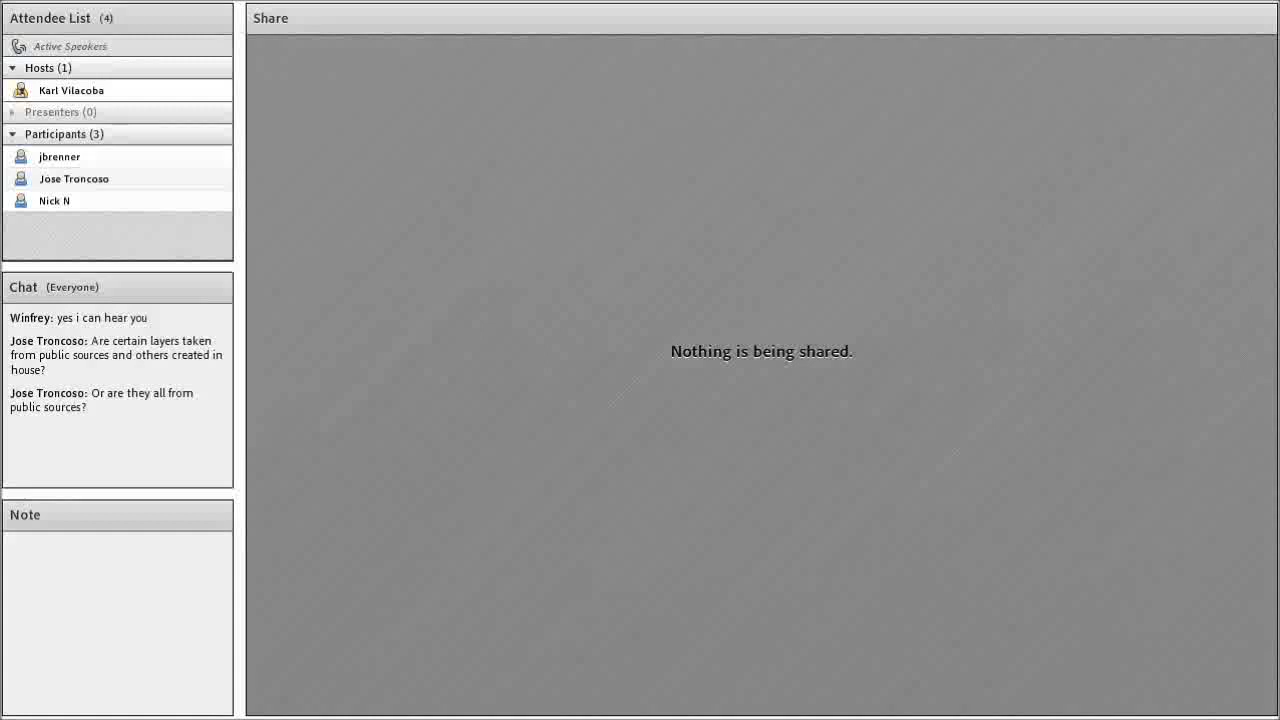 Attendee List (4)
Active Speakers
Hosts (1)
Karl Vilacoba
Presenters (0)
Participants (3)
jbrenner
Jose Troncoso
Nick N
Chat (Everyone)
Winfrey: yes i can hear you
Jose Troncoso: Are certain layers taken
from public sources and others created in
house?
Jose Troncoso: Or are they all from
public sources?
Note
Share
Nothing is being shared.